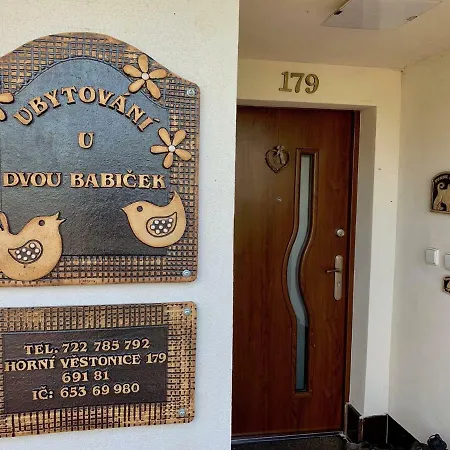 UBYTOVÁNÍ
U
DVOU BABIČEK
TEL. 722 785 792
HORNÍ VĚSTONICE 179
691 81
IČ: 653 69 980
179